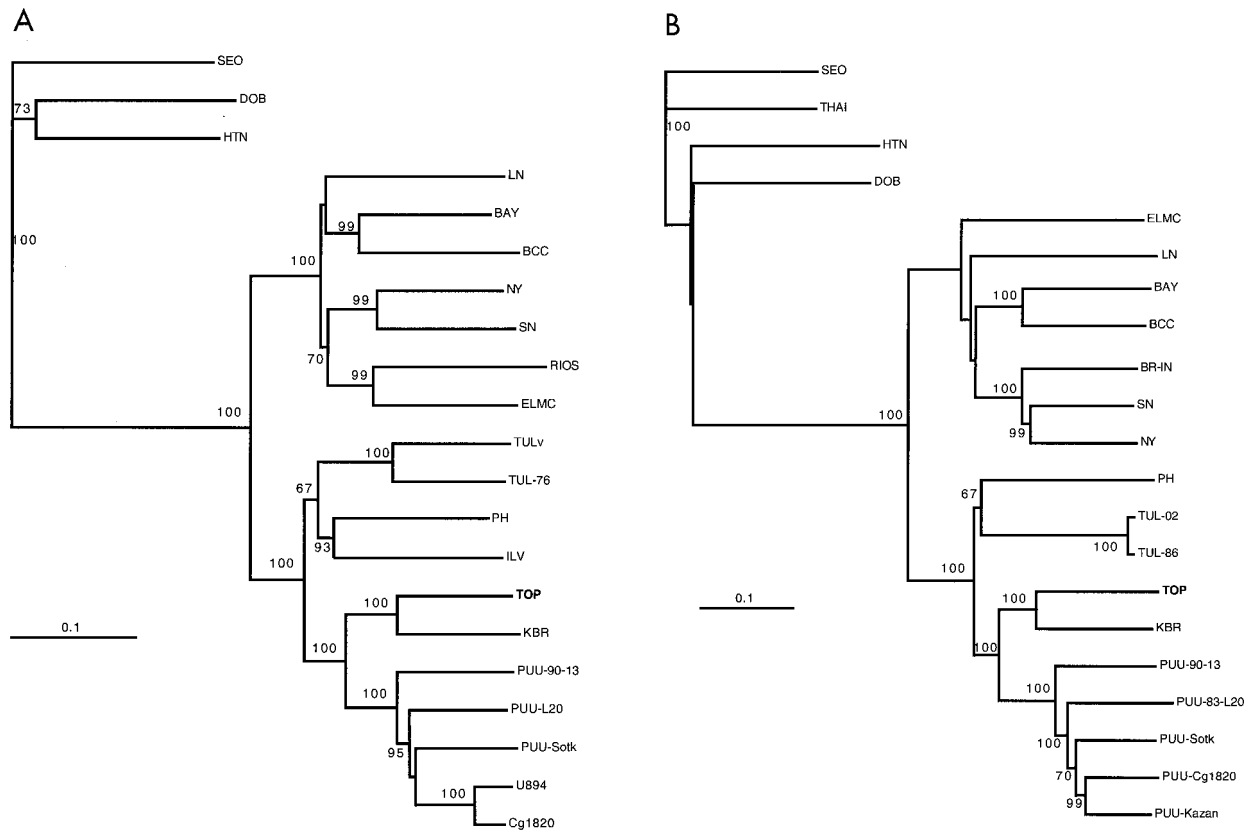 A
SEO
DOB
73
HTN
LN
BAY
99
BCC
100
100
NY
99
SN
70
RIOS
99
ELMC
100
TULv
100
TUL-76
67
PH
93
ILV
100
TOP
100
KBR
0.1
100
PUU-90-13
100
PUU-L20
95
PUU-Sotk
U894
100
Cg1820
B
SEO
THAI
100
HTN
DOB
ELMC
LN
BAY
100
BCC
BR-IN
100
SN
100
99
NY
PH
67
TUL-02
100
TUL-86
100
TOP
100
0.1
KBR
100
PUU-90-13
100
PUU-83-L20
100
PUU-Sotk
70
PUU-Cg1820
99
PUU-Kazan